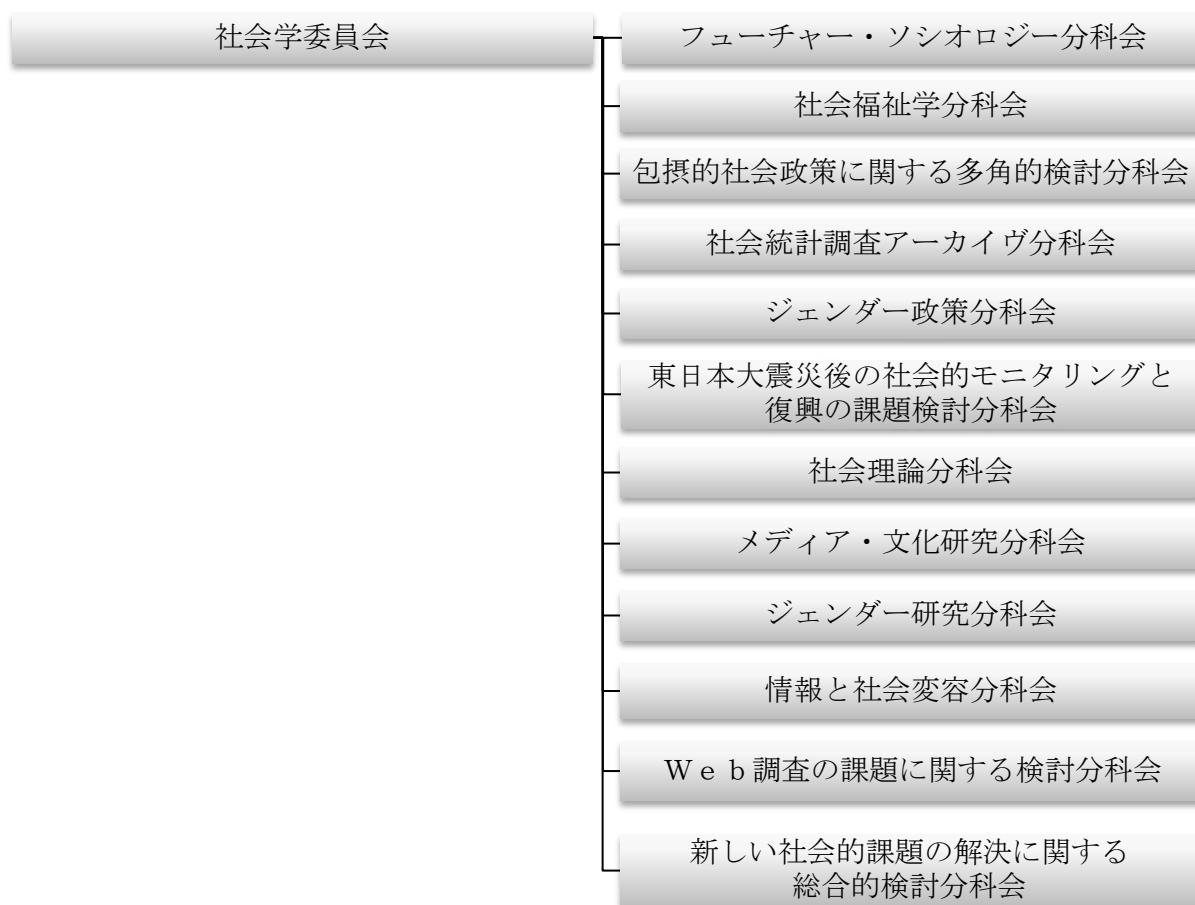 社会学委員会
フューチャー・ソシオロジー分科会
社会福祉学分科会
包摂的社会政策に関する多角的検討分科会
社会統計調査アーカイヴ分科会
ジェンダー政策分科会
東日本大震災後の社会的モニタリングと
復興の課題検討分科会
社会理論分科会
メディア・文化研究分科会
ジェンダー研究分科会
情報と社会変容分科会
Ｗｅｂ調査の課題に関する検討分科会
新しい社会的課題の解決に関する
総合的検討分科会